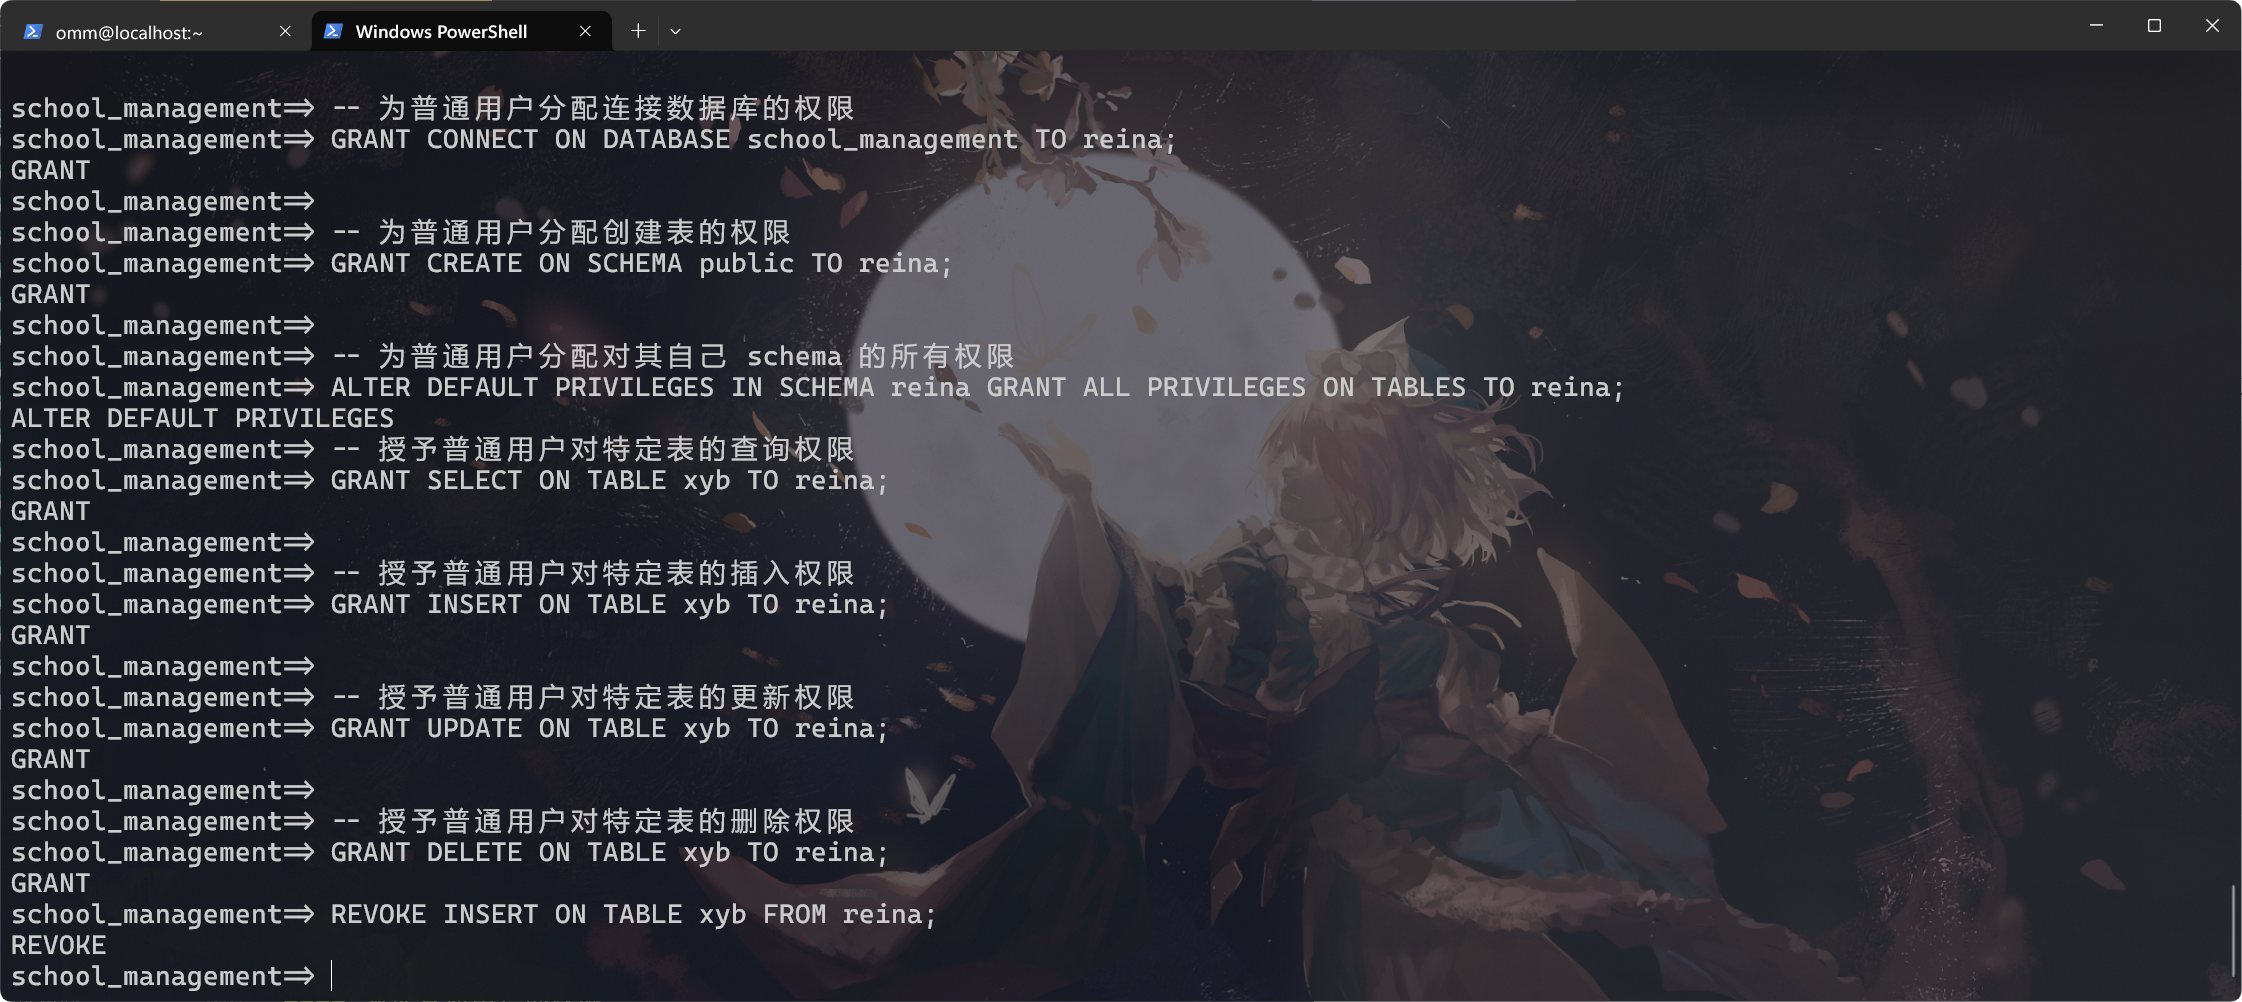 omm@localhost:~
Windows PowerShell
school_management=> -- 为普通用户分配连接数据库的权限
school_management=> GRANT CONNECT ON DATABASE school_management TO reina;
GRANT
school_management=>
school_management=> -- 为普通用户分配创建表的权限
school_management=> GRANT CREATE ON SCHEMA public TO reina;
GRANT
school_management=>
school_management=> -- 为普通用户分配对其自己 schema 的所有权限
school_management=> ALTER DEFAULT PRIVILEGES IN SCHEMA reina GRANT ALL PRIVILEGES ON TABLES TO reina;
ALTER DEFAULT PRIVILEGES
school_management=> -- 授予普通用户对特定表的查询权限
school_management=> GRANT SELECT ON TABLE xyb TO reina;
GRANT
school_management=>
school_management=> -- 授予普通用户对特定表的插入权限
school_management=> GRANT INSERT ON TABLE xyb TO reina;
GRANT
school_management=>
school_management=> -- 授予普通用户对特定表的更新权限
school_management=> GRANT UPDATE ON TABLE xyb TO reina;
GRANT
school_management=>
school_management=> -- 授予普通用户对特定表的删除权限
school_management=> GRANT DELETE ON TABLE xyb TO reina;
GRANT
school_management=> REVOKE INSERT ON TABLE xyb FROM reina;
REVOKE
school_management=>